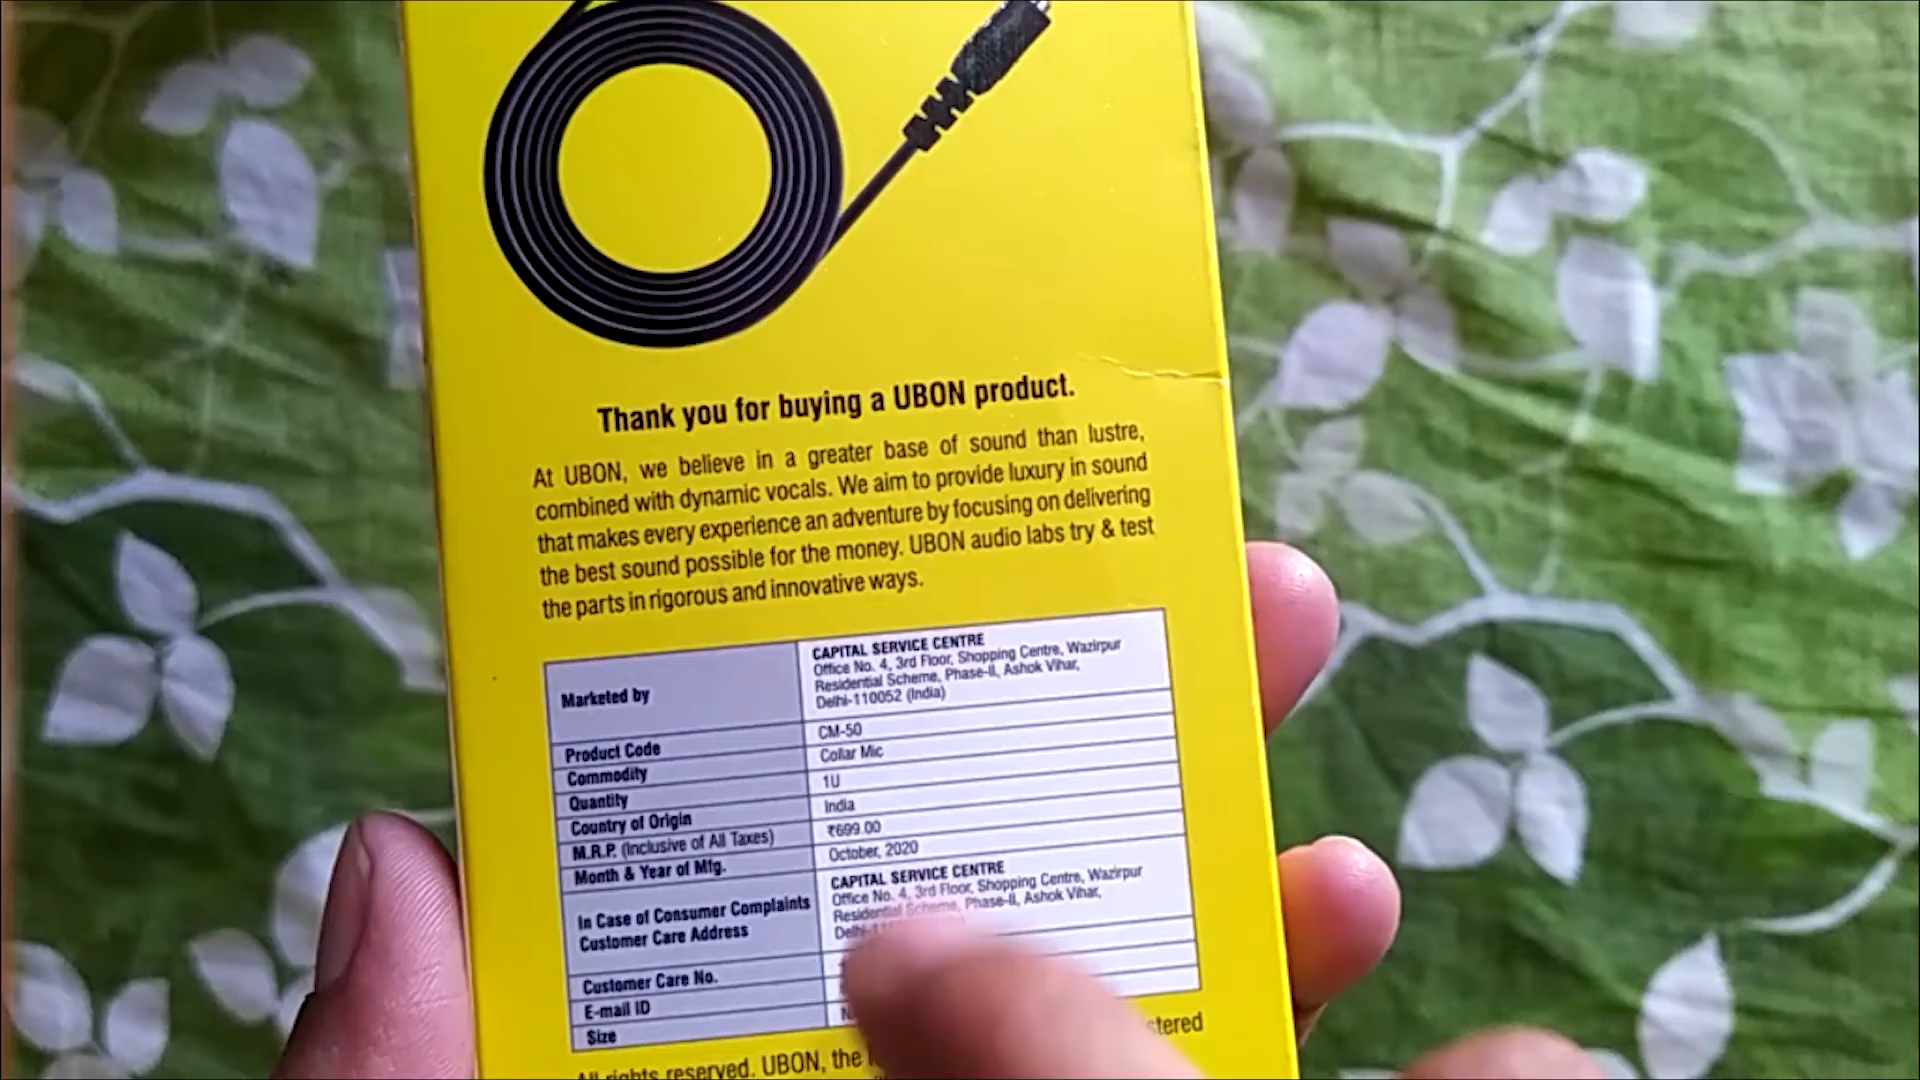 Thank you for buying a UBON product.
At UBON, we believe in a greater base of sound than lustre,
combined with dynamic vocals. We aim to provide luxury in sound
that makes every experience an adventure by focusing on delivering
the best sound possible for the money. UBON audio labs try & test
the parts in rigorous and innovative ways.
Marketed by
CAPITAL SERVICE CENTRE
Office No. 4, 3rd Floor, Shopping Centre, Wazirpur
Residential Scheme, Phase-II, Ashok Vihar,
Delhi-110052 (India)
Product Code CM-50
Commodity Collar Mic
Quantity 1U
Country of Origin India
M.R.P. (Inclusive of All Taxes) ₹699.00
Month & Year of Mfg. October, 2020
In Case of Consumer Complaints
Customer Care Address
CAPITAL SERVICE CENTRE
Office No. 4, 3rd Floor, Shopping Centre, Wazirpur
Residential Scheme, Phase-II, Ashok Vihar,
Customer Care No.
E-mail ID
Size
All rights reserved. UBON, the